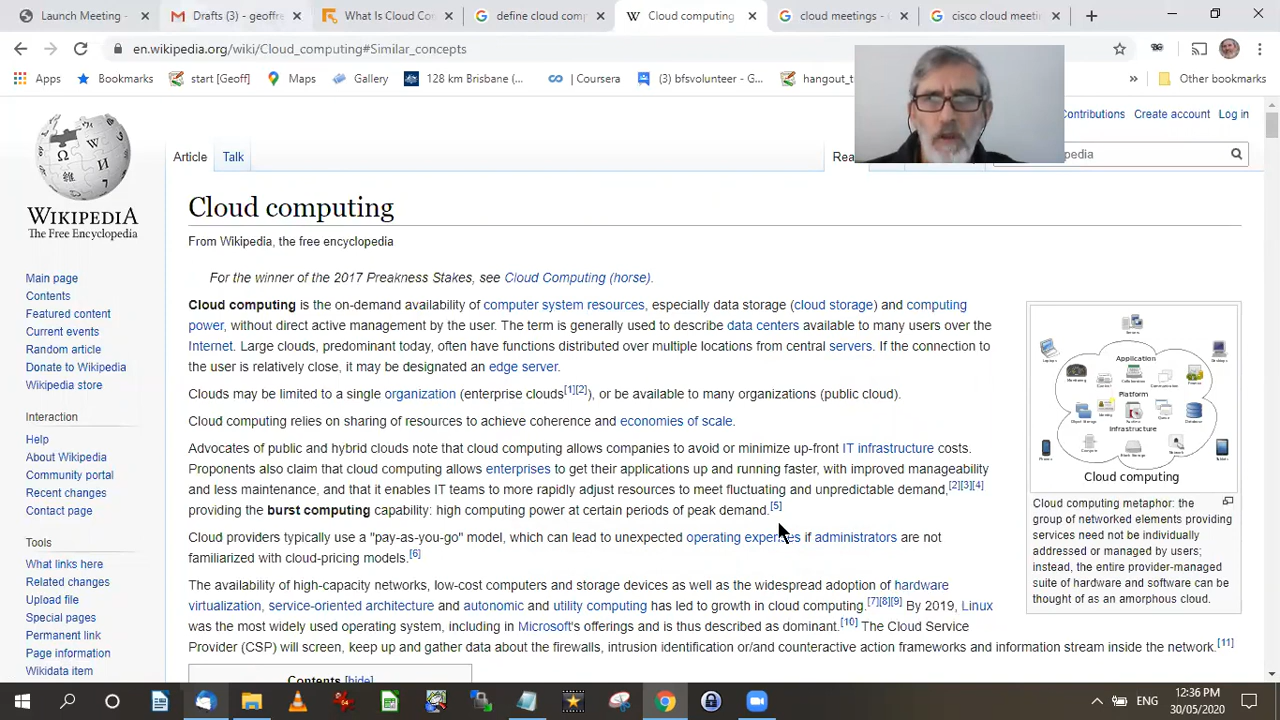 Launch Meeting -
Drafts (3) - geoffre
What Is Cloud Co
define cloud comp
Cloud computing
cloud meetings -
cisco cloud meeti
en.wikipedia.org/wiki/Cloud_computing#Similar_concepts
Apps
Bookmarks
start [Geoff]
Maps
Gallery
128 km Brisbane (...
| Coursera
(3) bfsvolunteer - G...
hangout_t
»
Other bookmarks
Contributions
Create account
Log in
Article
Talk
Rea
pedia
WIKIPEDIA
The Free Encyclopedia
Main page
Contents
Featured content
Current events
Random article
Donate to Wikipedia
Wikipedia store
Interaction
Help
About Wikipedia
Community portal
Recent changes
Contact page
Tools
What links here
Related changes
Upload file
Special pages
Permanent link
Page information
Wikidata item
Cloud computing
From Wikipedia, the free encyclopedia
For the winner of the 2017 Preakness Stakes, see Cloud Computing (horse).
Cloud computing is the on-demand availability of computer system resources, especially data storage (cloud storage) and computing
power, without direct active management by the user. The term is generally used to describe data centers available to many users over the
Internet. Large clouds, predominant today, often have functions distributed over multiple locations from central servers. If the connection to
the user is relatively close, it may be designated an edge server.
Clouds may be limited to a single organization (enterprise clouds[1][2]), or be available to many organizations (public cloud).
Cloud computing relies on sharing of resources to achieve coherence and economies of scale.
Advocates of public and hybrid clouds note that cloud computing allows companies to avoid or minimize up-front IT infrastructure costs.
Proponents also claim that cloud computing allows enterprises to get their applications up and running faster, with improved manageability
and less maintenance, and that it enables IT teams to more rapidly adjust resources to meet fluctuating and unpredictable demand,[2][3][4]
providing the burst computing capability: high computing power at certain periods of peak demand.[5]
Cloud providers typically use a "pay-as-you-go" model, which can lead to unexpected operating expenses if administrators are not
familiarized with cloud-pricing models.[6]
The availability of high-capacity networks, low-cost computers and storage devices as well as the widespread adoption of hardware
virtualization, service-oriented architecture and autonomic and utility computing has led to growth in cloud computing.[7][8][9] By 2019, Linux
was the most widely used operating system, including in Microsoft's offerings and is thus described as dominant.[10] The Cloud Service
Provider (CSP) will screen, keep up and gather data about the firewalls, intrusion identification or/and counteractive action frameworks and information stream inside the network.[11]
Contents [hide]
Servers
Laptops
Desktops
Application
Monitoring
Collaboration
Communication
Finance
Platform
Infrastructure
Phones
Tablets
Cloud computing
Cloud computing metaphor: the
group of networked elements providing
services need not be individually
addressed or managed by users;
instead, the entire provider-managed
suite of hardware and software can be
thought of as an amorphous cloud.
12:36 PM
30/05/2020